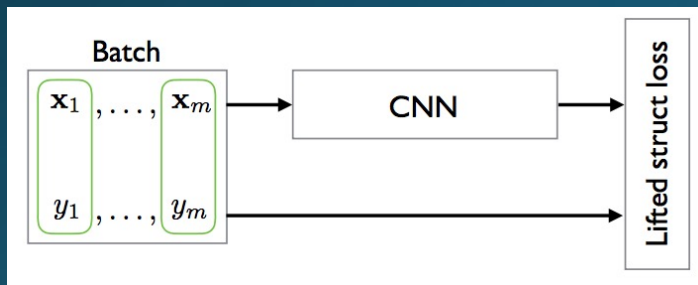 Batch
x₁ , . . . , xₘ
CNN
y₁ , . . . , yₘ
Lifted struct loss